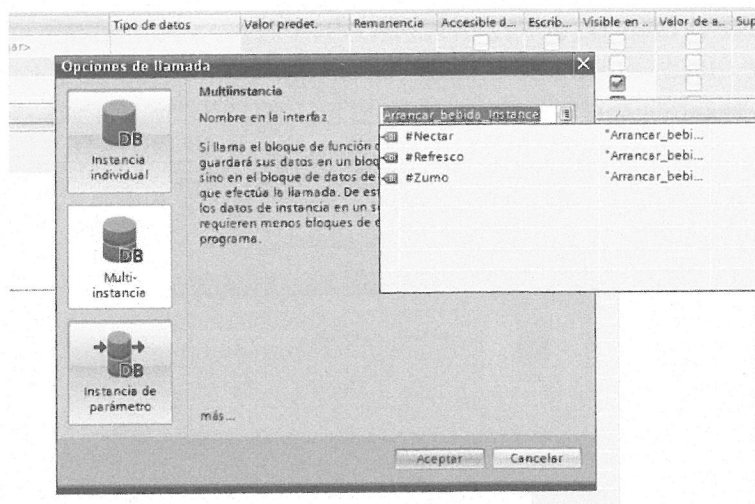 Tipo de datos Valor predet. Remanencia Accesible d... Escrib... Visible en .. Valor de a.. Sup
Opciones de llamada
Multiinstancia
Nombre en la interfaz Arrancar_bebida_Instance
Si llama el bloque de función
guardará sus datos en un
sino en el bloque de datos de
que efectúa la llamada. De
los datos de instancia en un
requieren menos bloques de
programa.
#Nectar "Arrancar_bebi...
#Refresco "Arrancar_bebi...
#Zumo "Arrancar_bebi...
DB
Instancia
individual
DB
Multi-
instancia
DB
Instancia de
parámetro
más...
Aceptar Cancelar